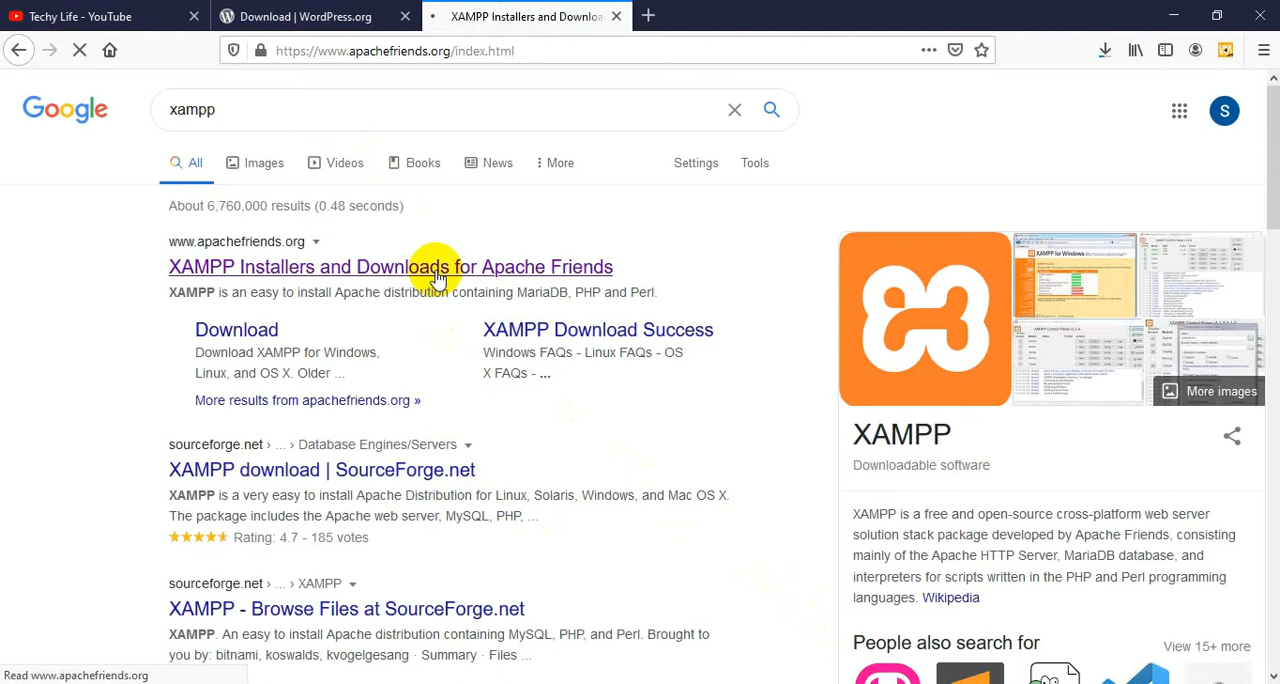 Techy Life - YouTube
Download | WordPress.org
XAMPP Installers and Downloa
https://www.apachefriends.org/index.html
Google
xampp
S
All
Images
Videos
Books
News
More
Settings
Tools
About 6,760,000 results (0.48 seconds)
www.apachefriends.org
XAMPP Installers and Downloads for Apache Friends
XAMPP is an easy to install Apache distribution containing MariaDB, PHP and Perl.
Download
Download XAMPP for Windows,
Linux, and OS X. Older ...
XAMPP Download Success
Windows FAQs - Linux FAQs - OS
X FAQs - ...
More results from apachefriends.org »
sourceforge.net › ... › Database Engines/Servers
XAMPP download | SourceForge.net
XAMPP is a very easy to install Apache Distribution for Linux, Solaris, Windows, and Mac OS X.
The package includes the Apache web server, MySQL, PHP, ...
Rating: 4.7 - 185 votes
sourceforge.net › ... › XAMPP
XAMPP - Browse Files at SourceForge.net
XAMPP. An easy to install Apache distribution containing MySQL, PHP, and Perl. Brought to
you by: bitnami, koswalds, kvogelgesang · Summary · Files ...
More images
XAMPP
Downloadable software
XAMPP is a free and open-source cross-platform web server
solution stack package developed by Apache Friends, consisting
mainly of the Apache HTTP Server, MariaDB database, and
interpreters for scripts written in the PHP and Perl programming
languages. Wikipedia
People also search for
View 15+ more
Read www.apachefriends.org